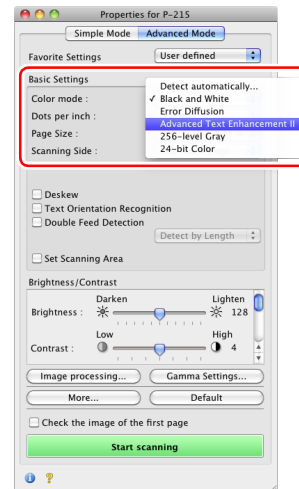 Properties for P-215
Simple Mode Advanced Mode
Favorite Settings User defined
Basic Settings
Detect automatically...
Color mode : ✓ Black and White
Error Diffusion
Dots per inch :
Advanced Text Enhancement II
Page Size : 256-level Gray
Scanning Side : 24-bit Color
Deskew
Text Orientation Recognition
Double Feed Detection
Detect by Length
Set Scanning Area
Brightness/Contrast
Darken Lighten
Brightness : 128
Low High
Contrast : 4
Image processing... Gamma Settings...
More... Default
Check the image of the first page
Start scanning